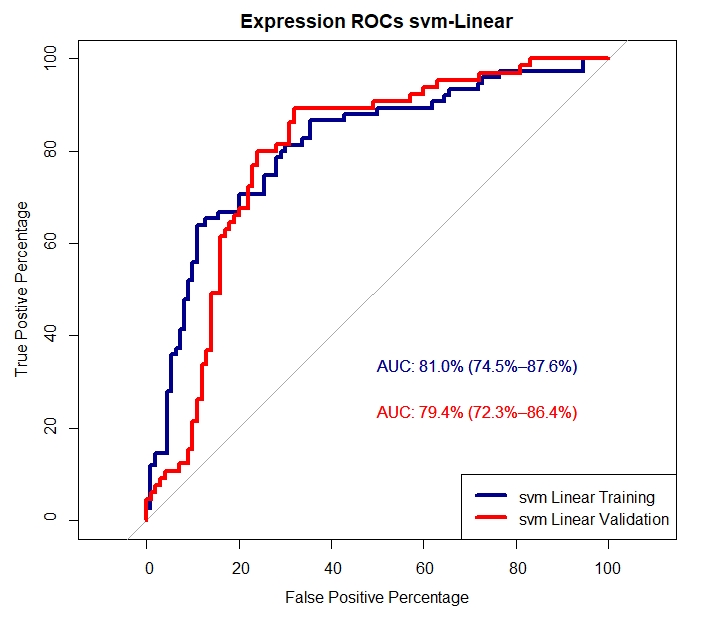 Expression ROCs svm-Linear
True Postive Percentage
100
80
60
40
20
0
AUC: 81.0% (74.5%–87.6%)
AUC: 79.4% (72.3%–86.4%)
svm Linear Training
svm Linear Validation
0 20 40 60 80 100
False Positive Percentage